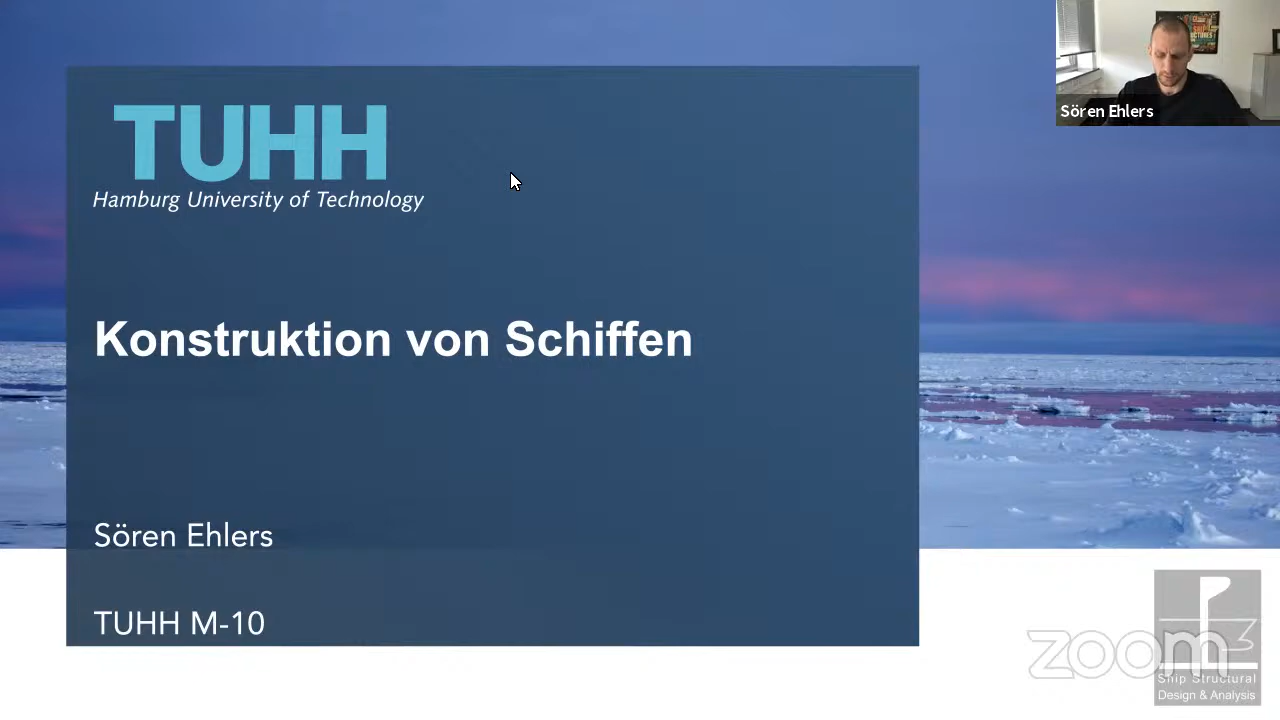 TUHH
Hamburg University of Technology
Konstruktion von Schiffen
Sören Ehlers
TUHH M-10
Sören Ehlers
zoom
Ship Structural
Design & Analysis